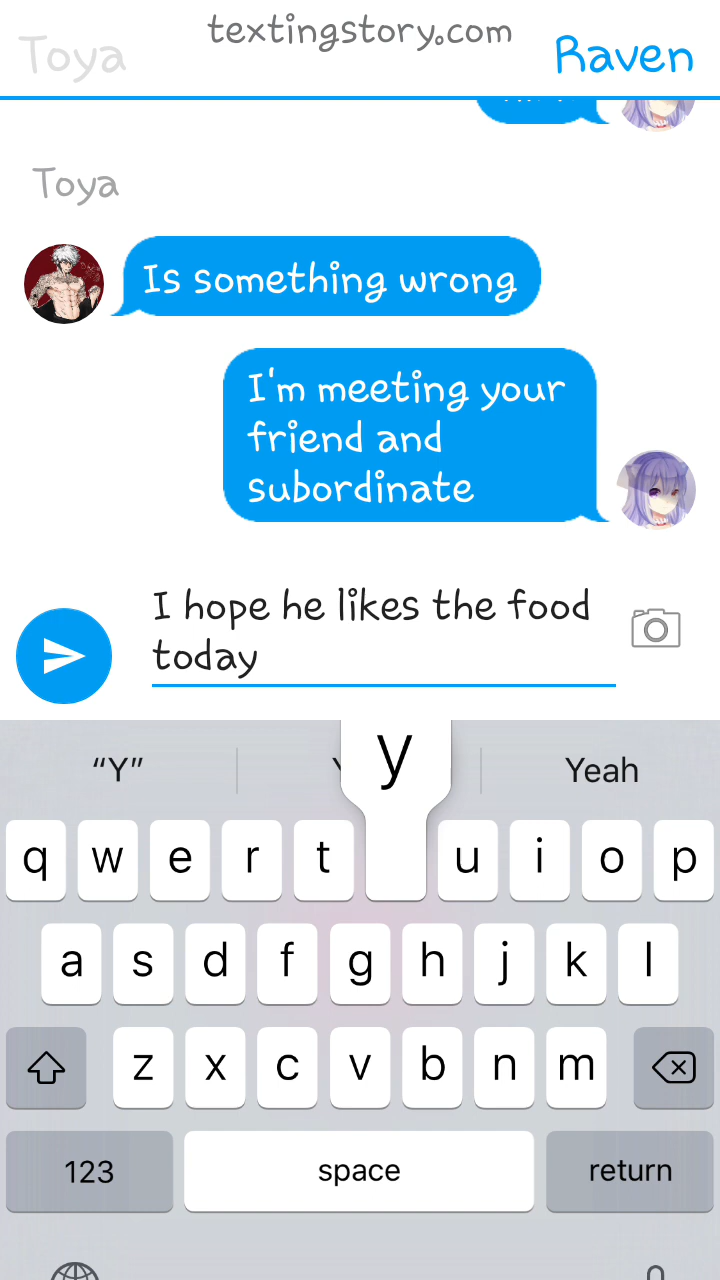 textingstory.com
Toya
Raven
Toya
Is something wrong
I'm meeting your
friend and
subordinate
I hope he likes the food
today
“Y”
Yeah
y
q w e r t u i o p
a s d f g h j k l
z x c v b n m
123 space return